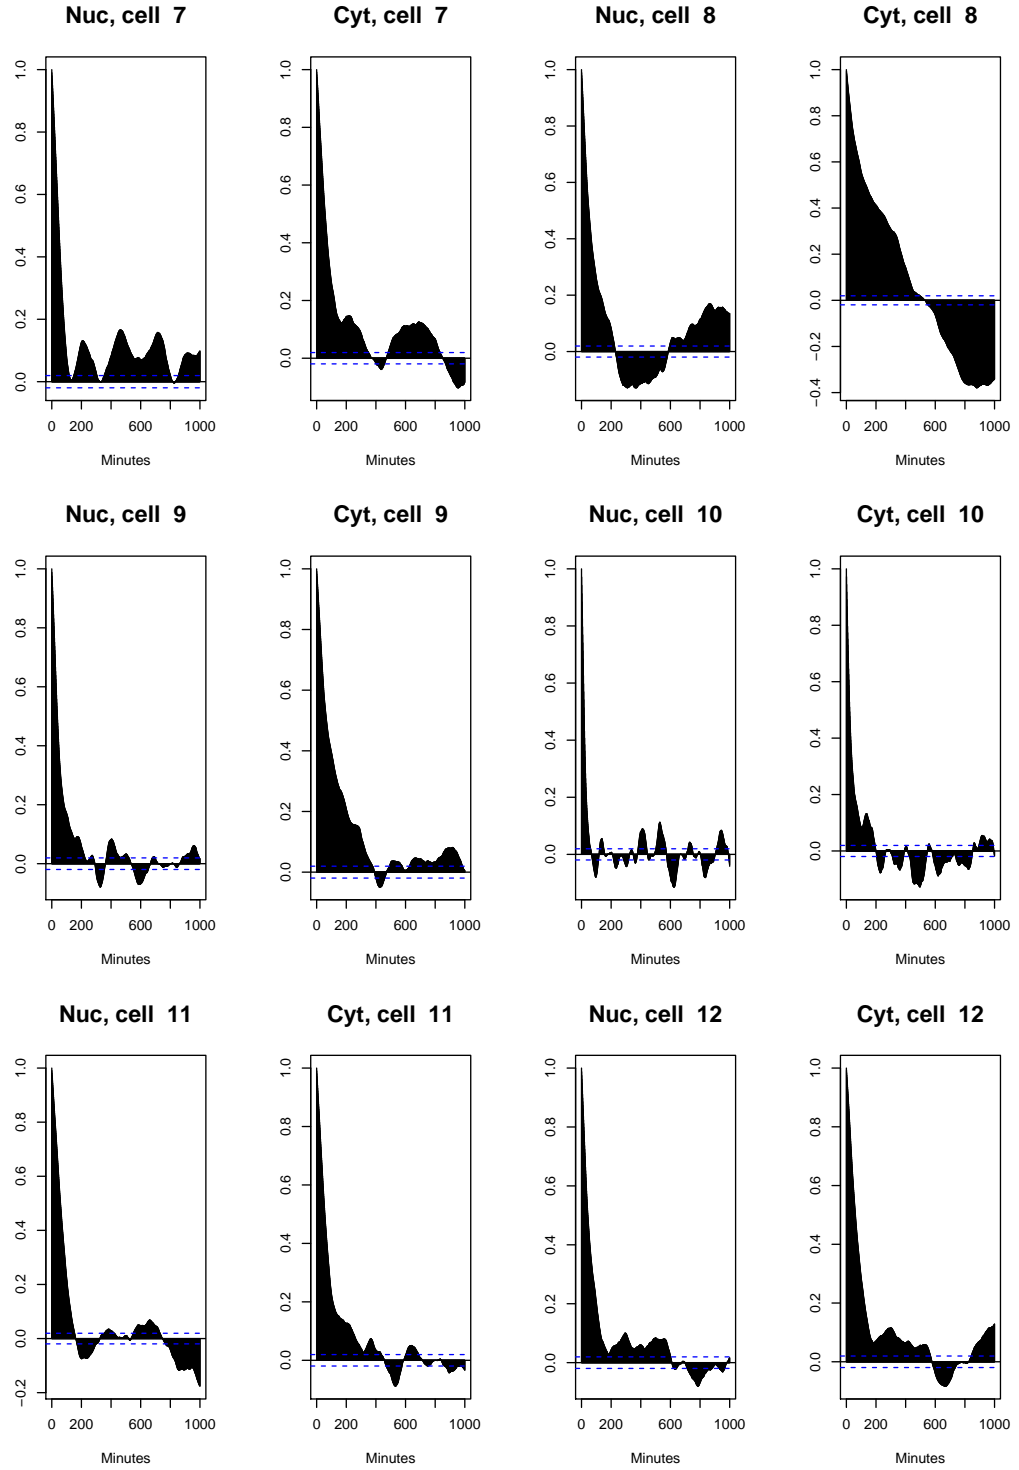 Nuc, cell 7 Cyt, cell 7 Nuc, cell 8 Cyt, cell 8
0.0 0.2 0.4 0.6 0.8 1.0 0.0 0.2 0.4 0.6 0.8 1.0 0.0 0.2 0.4 0.6 0.8 1.0 −0.4 −0.2 0.0 0.2 0.4 0.6 0.8 1.0
0 200 600 1000 0 200 600 1000 0 200 600 1000 0 200 600 1000
Minutes Minutes Minutes Minutes
Nuc, cell 9 Cyt, cell 9 Nuc, cell 10 Cyt, cell 10
0.0 0.2 0.4 0.6 0.8 1.0 0.0 0.2 0.4 0.6 0.8 1.0 0.0 0.2 0.4 0.6 0.8 1.0 0.0 0.2 0.4 0.6 0.8 1.0
0 200 600 1000 0 200 600 1000 0 200 600 1000 0 200 600 1000
Minutes Minutes Minutes Minutes
Nuc, cell 11 Cyt, cell 11 Nuc, cell 12 Cyt, cell 12
−0.2 0.0 0.2 0.4 0.6 0.8 1.0 0.0 0.2 0.4 0.6 0.8 1.0 0.0 0.2 0.4 0.6 0.8 1.0 0.0 0.2 0.4 0.6 0.8 1.0
0 200 600 1000 0 200 600 1000 0 200 600 1000 0 200 600 1000
Minutes Minutes Minutes Minutes